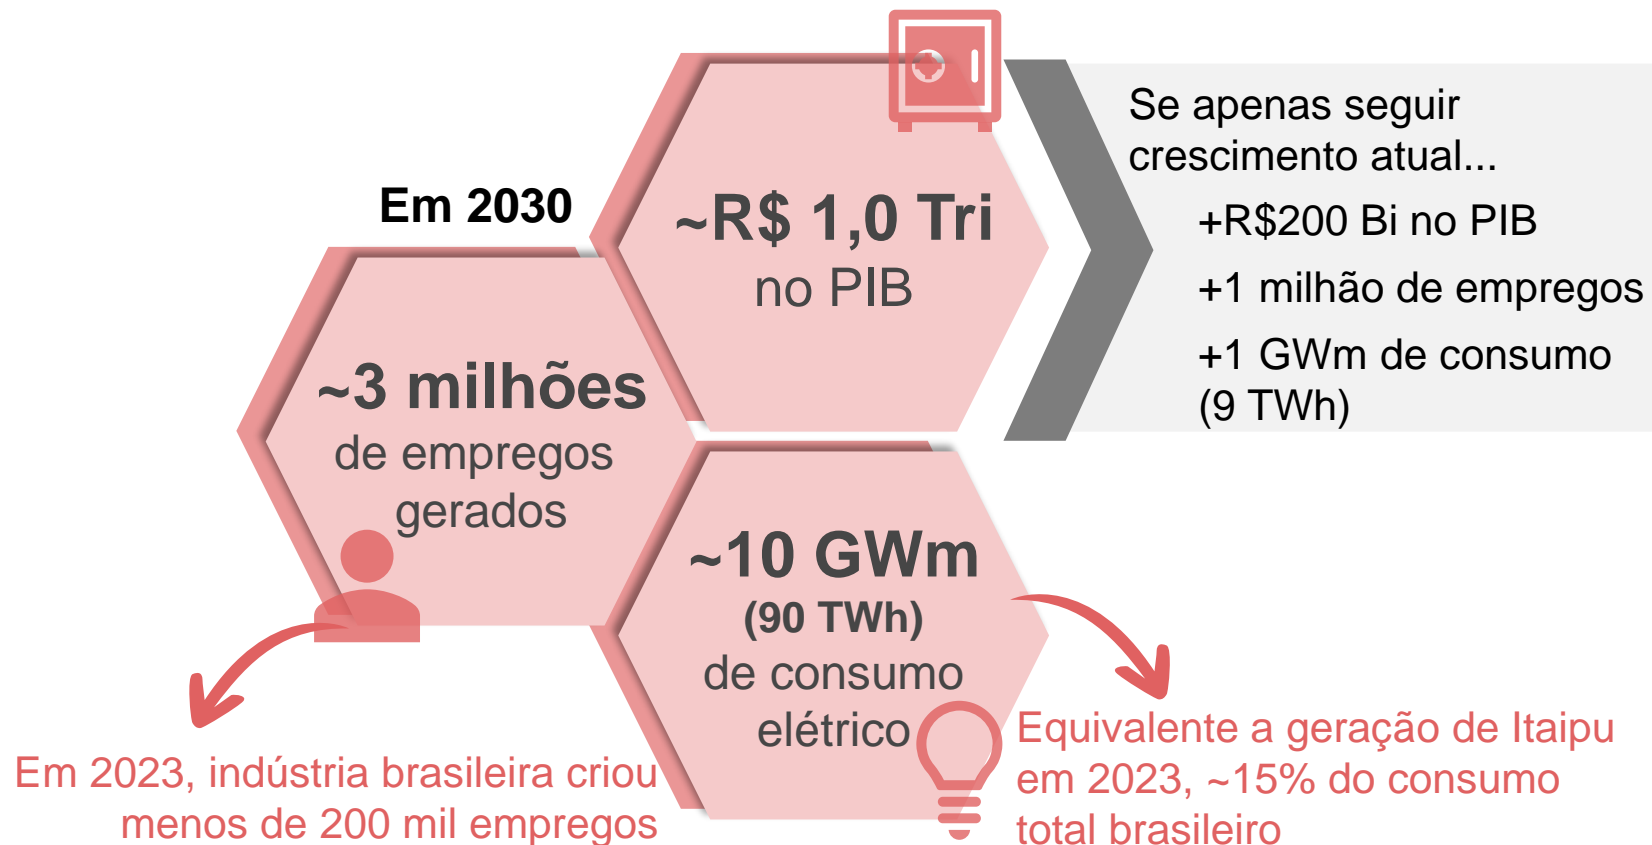 Em 2030
~R$ 1,0 Tri
no PIB
~3 milhões
de empregos
gerados
~10 GWm
(90 TWh)
de consumo
elétrico
Se apenas seguir
crescimento atual...
+R$200 Bi no PIB
+1 milhão de empregos
+1 GWm de consumo
(9 TWh)
Em 2023, indústria brasileira criou
menos de 200 mil empregos
Equivalente a geração de Itaipu
em 2023, ~15% do consumo
total brasileiro